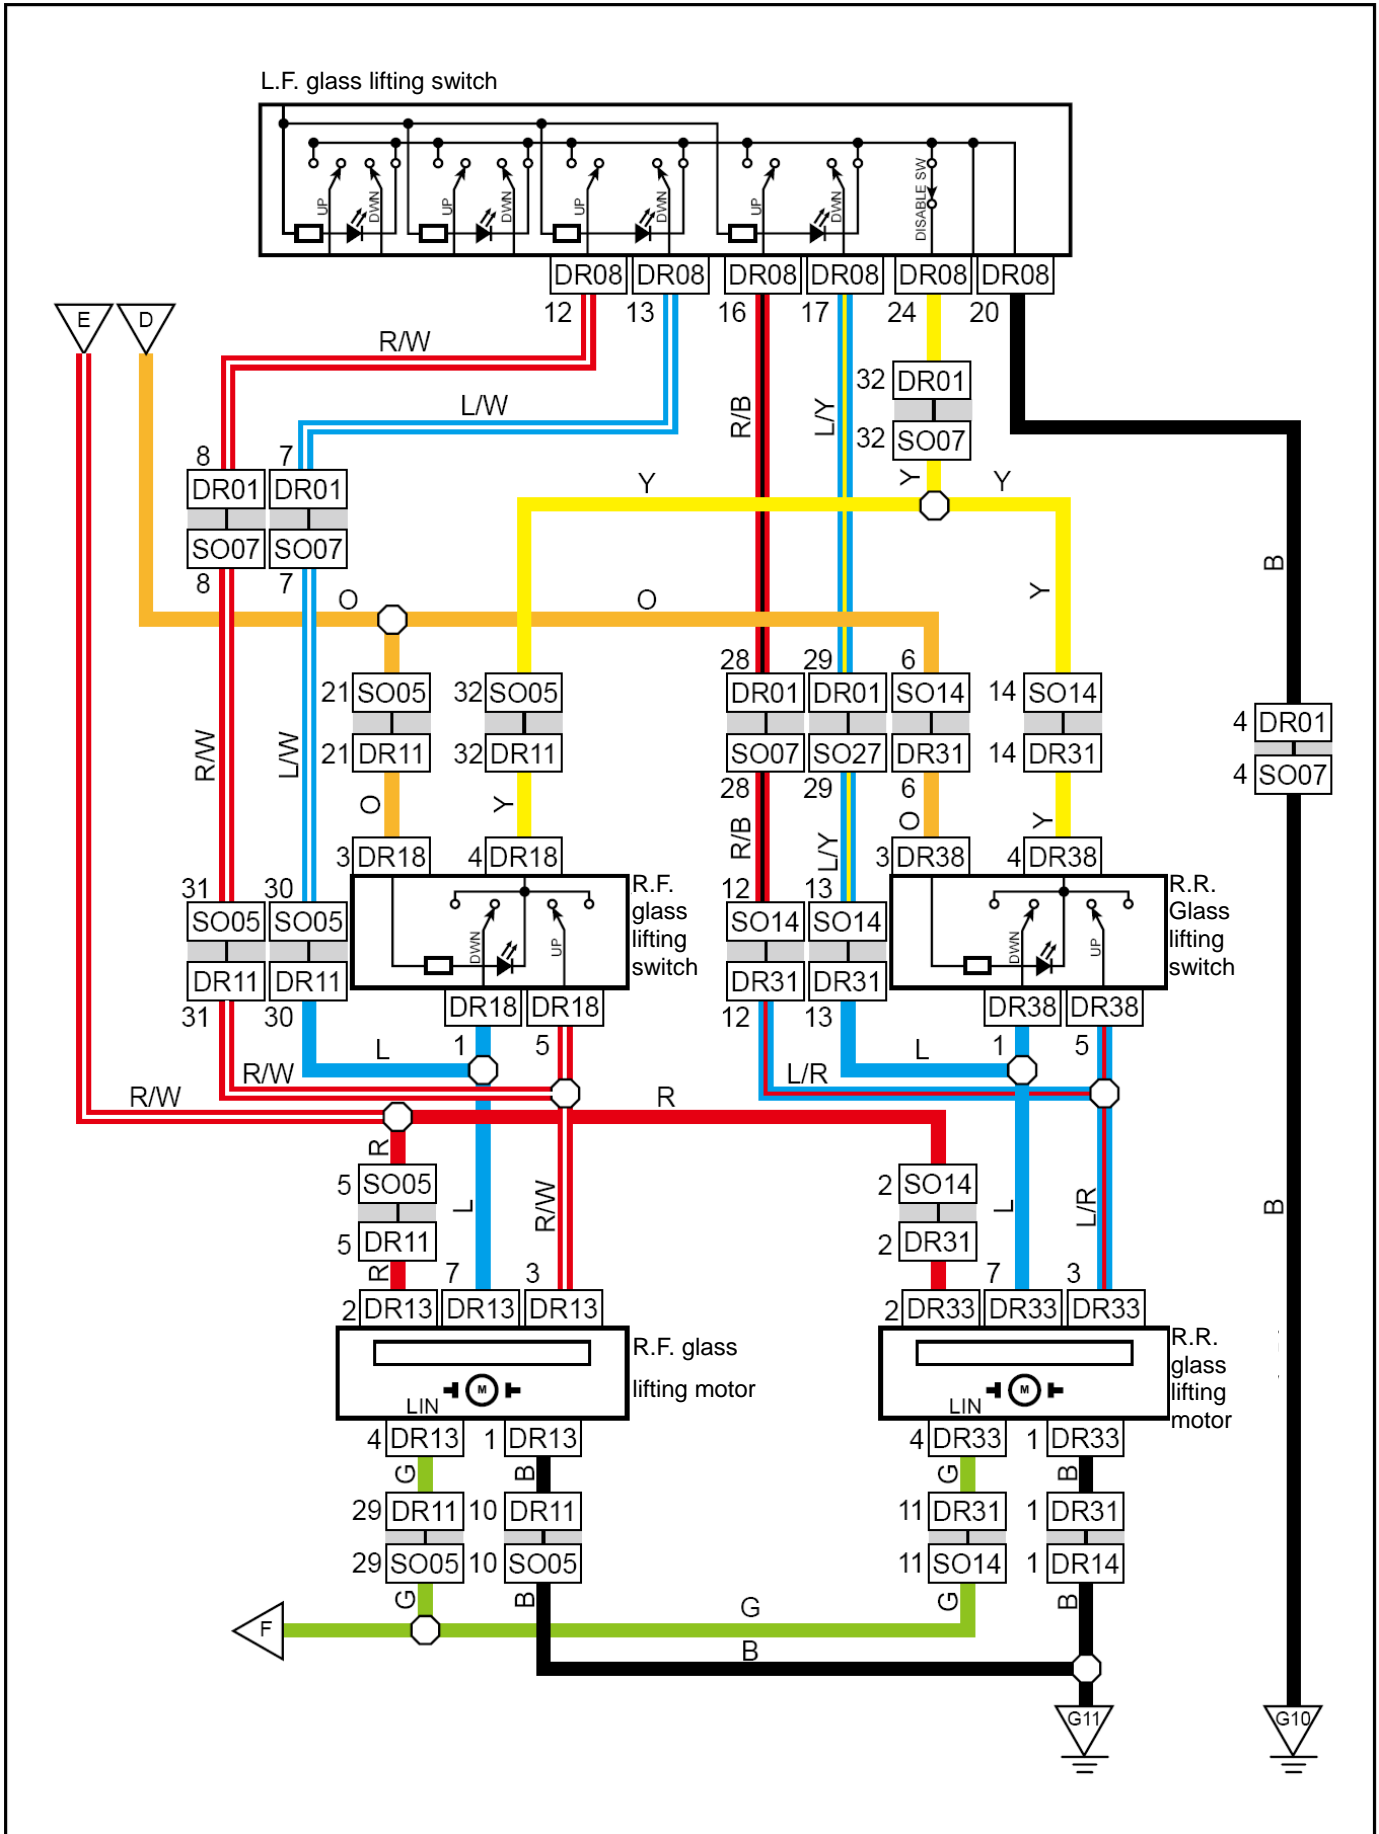 L.F. glass lifting switch
UP
DWN
UP
DWN
UP
DWN
UP
DWN
DISABLE SW
DR08 DR08 DR08 DR08 DR08 DR08
12 13 16 17 24 20
E D
R/W
L/W
R/B
L/Y
32 DR01
32 SO07
Y
Y
Y
8 7
DR01 DR01
SO07 SO07
8 7
B
O
O
Y
28 29 6
21 SO05 32 SO05 DR01 DR01 SO14 14 SO14
21 DR11 32 DR11 SO07 SO27 DR31 14 DR31
28 29 6
4 DR01
4 SO07
R/W
L/W
O
Y
R/B
L/Y
O
Y
3 DR18 4 DR18 3 DR38 4 DR38
31 30 12 13
SO05 SO05 SO14 SO14
DR11 DR11 DR31 DR31
31 30 12 13
DWN
UP
R.F.
glass
lifting
switch
DWN
UP
R.R.
Glass
lifting
switch
DR18 DR18 DR38 DR38
1 5 1 5
L
R/W
L
L/R
R/W
R
R
5 SO05 2 SO14
5 DR11 2 DR31
R
L
R/W
L
L/R
B
7 3 7 3
2 DR13 DR13 DR13 2 DR33 DR33 DR33
R.F. glass
lifting motor
M
LIN
R.R.
glass
lifting
motor
M
LIN
4 DR13 1 DR13 4 DR33 1 DR33
G
B
G
B
29 DR11 10 DR11 11 DR31 1 DR31
29 SO05 10 SO05 11 SO14 1 DR14
G
B
G
B
F
G
B
G11 G10